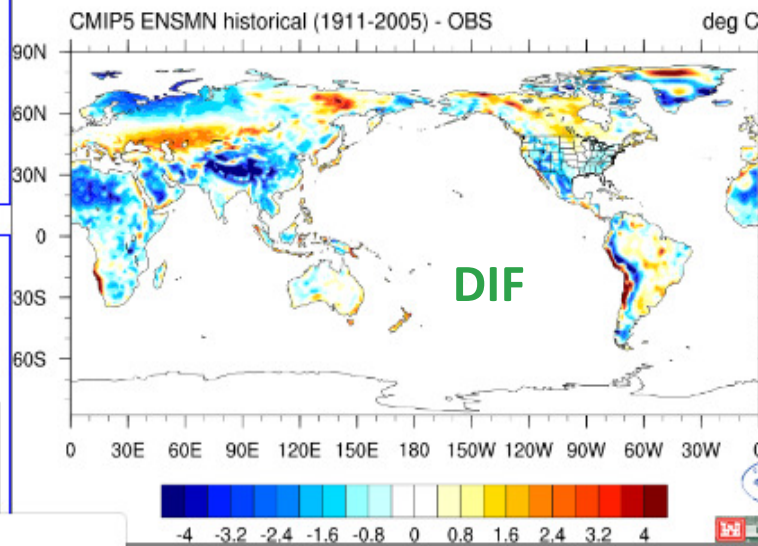 CMIP5 ENSMN historical (1911-2005) - OBS deg C
90N
60N
30N
0
30S
60S
DIF
0 30E 60E 90E 120E 150E 180 150W 120W 90W 60W 30W
-4 -3.2 -2.4 -1.6 -0.8 0 0.8 1.6 2.4 3.2 4